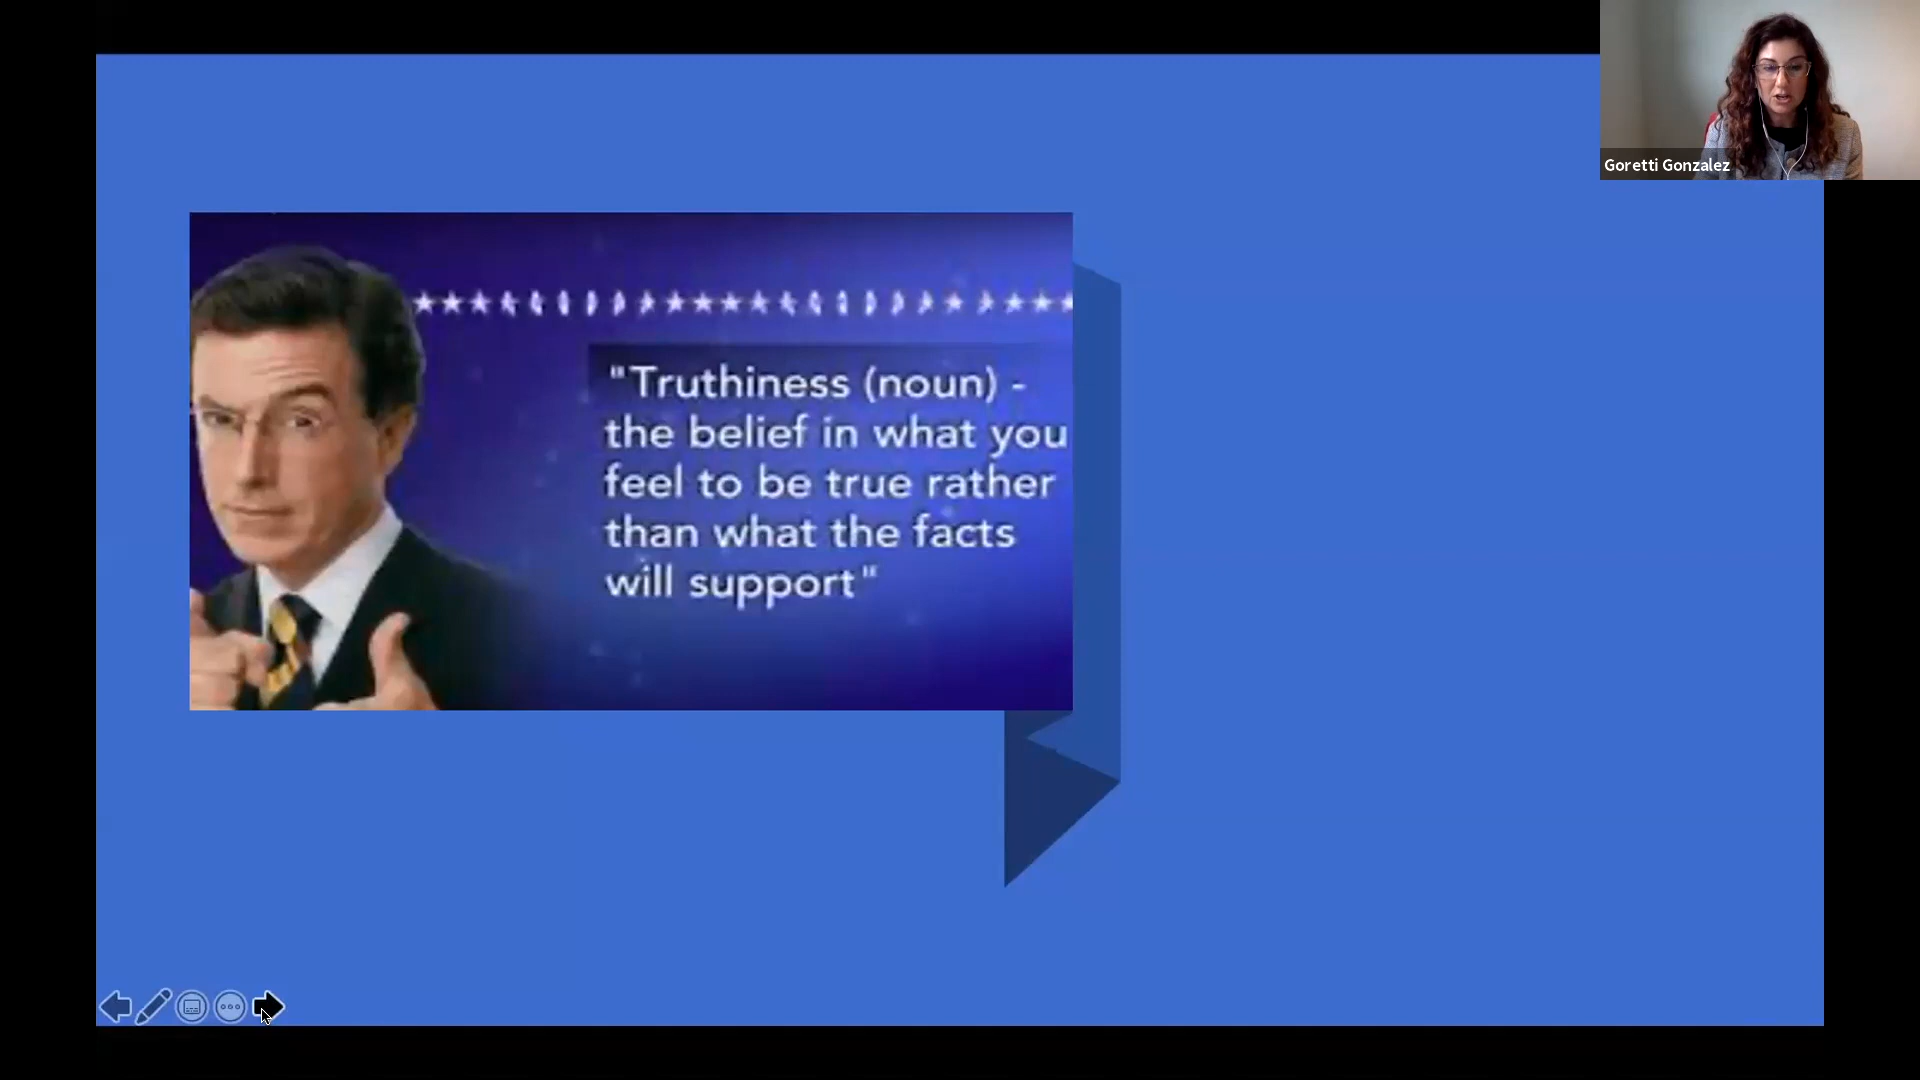 Goretti Gonzalez
"Truthiness (noun) -
the belief in what you
feel to be true rather
than what the facts
will support"